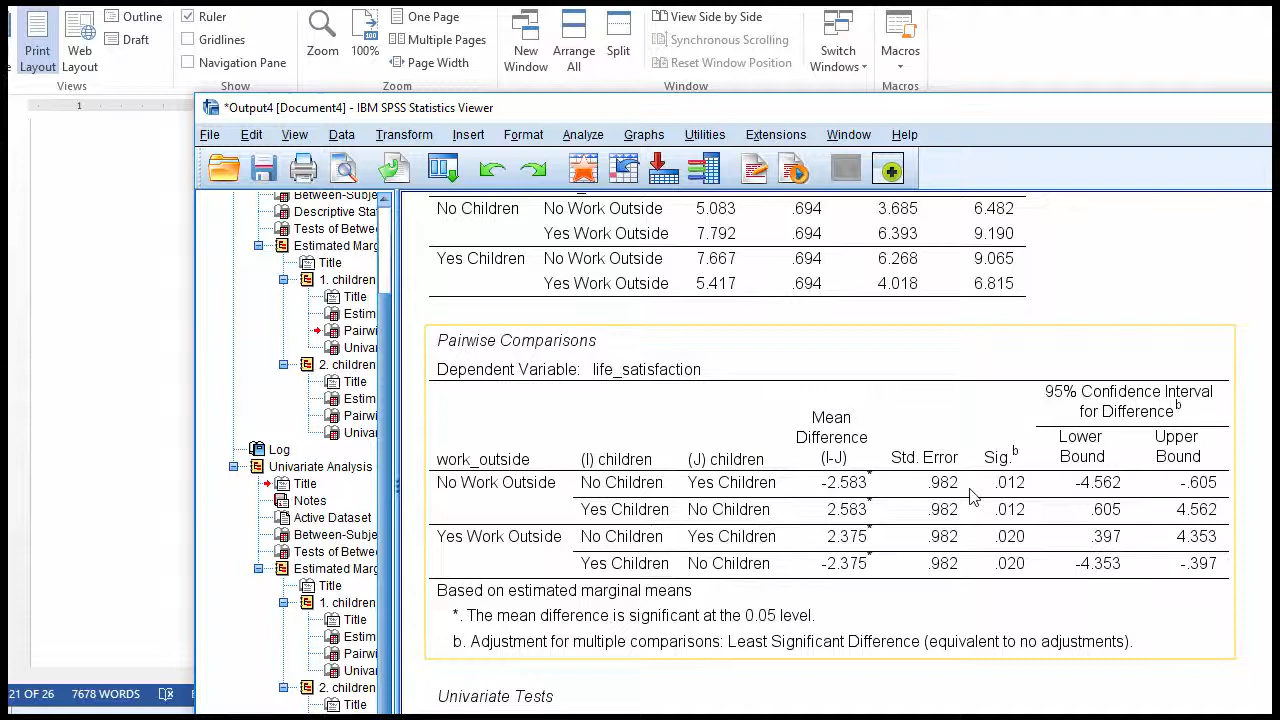 Print Layout
Web Layout
Outline
Draft
Views
Ruler
Gridlines
Navigation Pane
Show
Zoom
100%
One Page
Multiple Pages
Page Width
Zoom
New Window
Arrange All
Split
View Side by Side
Synchronous Scrolling
Reset Window Position
Window
Switch Windows
Macros
Macros
1
*Output4 [Document4] - IBM SPSS Statistics Viewer
File Edit View Data Transform Insert Format Analyze Graphs Utilities Extensions Window Help
Between-Subje
Descriptive Stat
Tests of Betwe
Estimated Marg
Title
1. children
Title
Estim
Pairwi
Univar
2. children
Title
Estim
Pairwi
Univar
Log
Univariate Analysis
Title
Notes
Active Dataset
Between-Subje
Tests of Betwe
Estimated Marg
Title
1. children
Title
Estim
Pairwi
Univar
2. children
Title
No Children No Work Outside 5.083 .694 3.685 6.482
Yes Work Outside 7.792 .694 6.393 9.190
Yes Children No Work Outside 7.667 .694 6.268 9.065
Yes Work Outside 5.417 .694 4.018 6.815
Pairwise Comparisons
Dependent Variable: life_satisfaction
95% Confidence Interval
for Difference b
Mean
Difference
work_outside (I) children (J) children (I-J) Std. Error Sig. b Lower Bound Upper Bound
No Work Outside No Children Yes Children -2.583* .982 .012 -4.562 -.605
Yes Children No Children 2.583* .982 .012 .605 4.562
Yes Work Outside No Children Yes Children 2.375* .982 .020 .397 4.353
Yes Children No Children -2.375* .982 .020 -4.353 -.397
Based on estimated marginal means
*. The mean difference is significant at the 0.05 level.
b. Adjustment for multiple comparisons: Least Significant Difference (equivalent to no adjustments).
Univariate Tests
21 OF 26 7678 WORDS